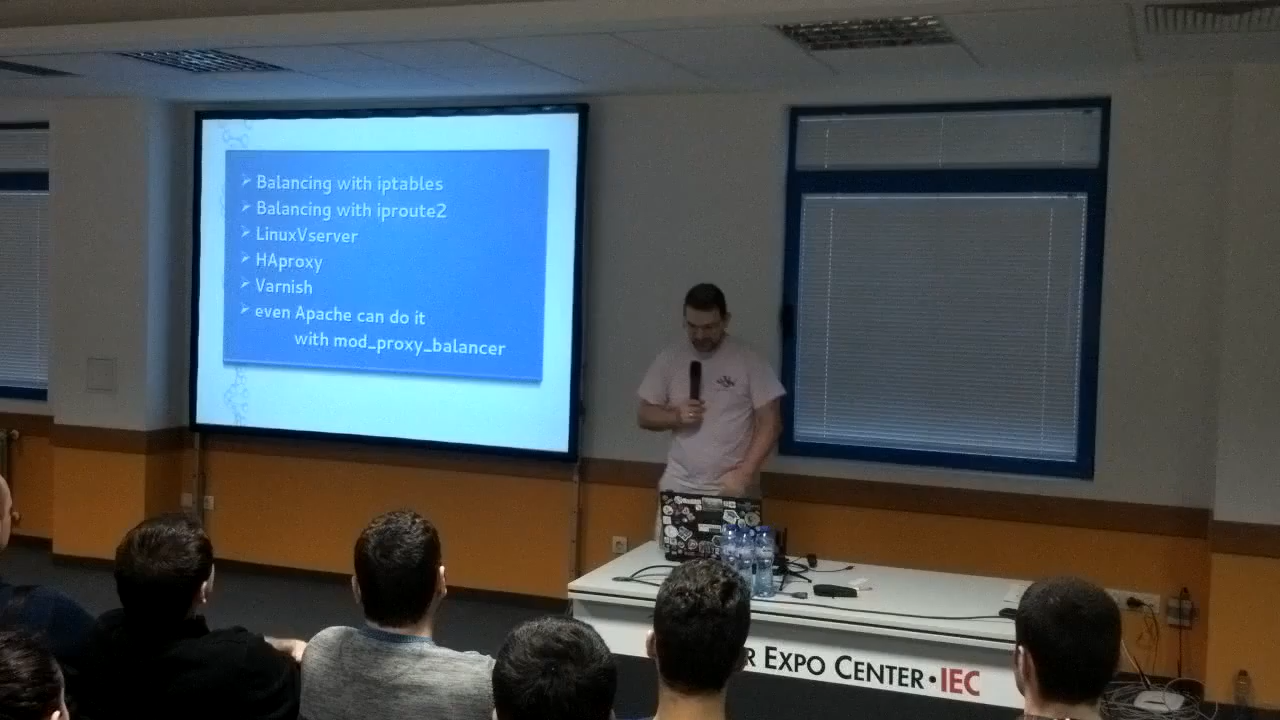 Balancing with iptables
Balancing with iproute2
LinuxVserver
HAproxy
Varnish
even Apache can do it
with mod_proxy_balancer
R EXPO CENTER • IEC